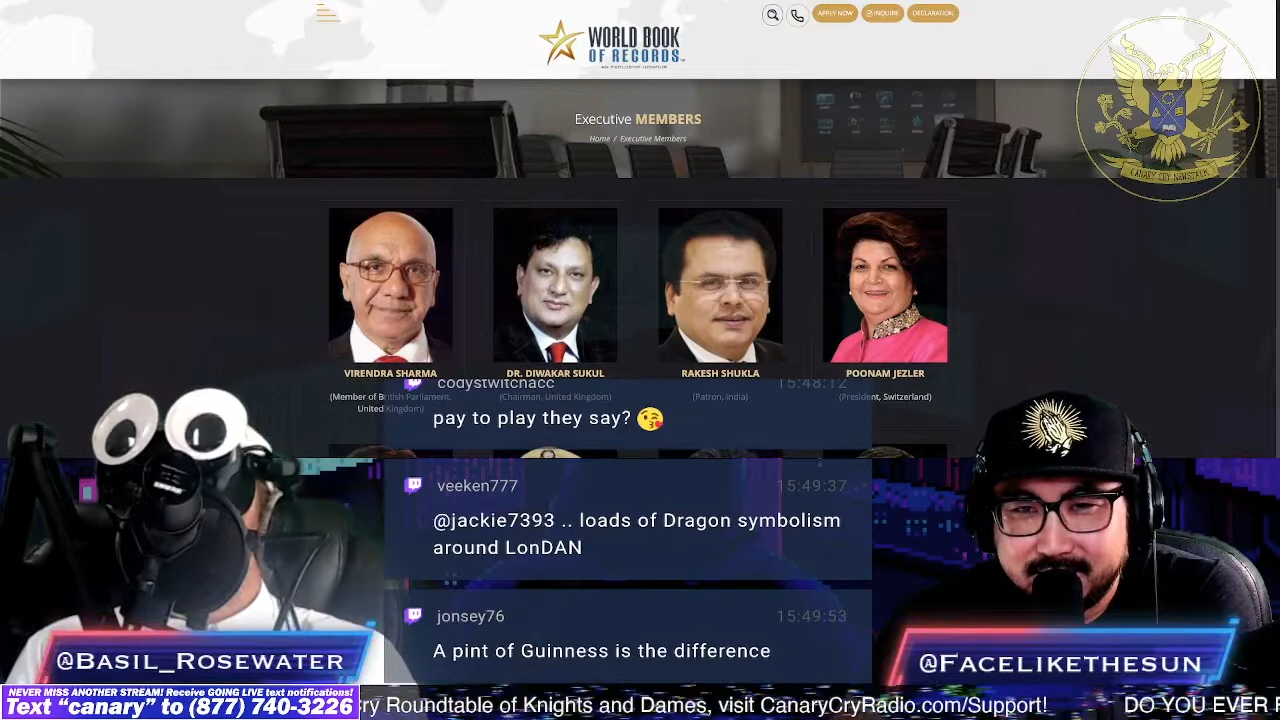 APPLY NOW
INQUIRE
DECLARATION
WORLD BOOK
OF RECORDS
Executive MEMBERS
Home / Executive Members
CANARY CRY NEWSTALK
VIRENDRA SHARMA
(Member of British Parliament,
United Kingdom)
DR. DIWAKAR SUKUL
(Chairman, United Kingdom)
RAKESH SHUKLA
(Patron, India)
POONAM JEZLER
(President, Switzerland)
codystwitchacc
15:48:12
pay to play they say? 😘
veeken777
15:49:37
@jackie7393 .. loads of Dragon symbolism
around LonDAN
jonsey76
15:49:53
A pint of Guinness is the difference
@BASIL_ROSEWATER
@FACELIKETHESUN
NEVER MISS ANOTHER STREAM! Receive GOING LIVE text notifications!
Text "canary" to (877) 740-3226
ry Roundtable of Knights and Dames, visit CanaryCryRadio.com/Support!
DO YOU EVER